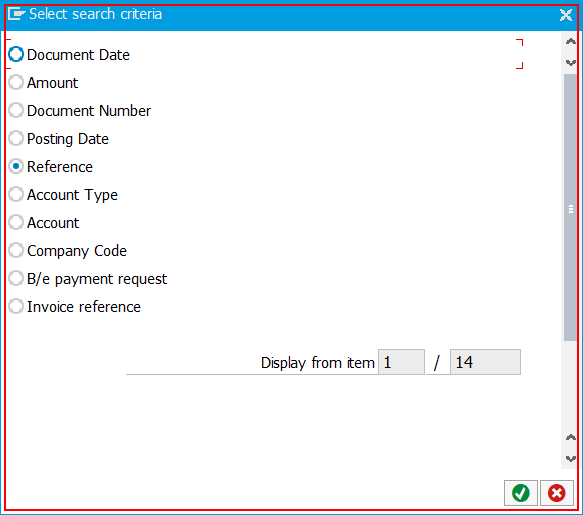 Select search criteria
Document Date
Amount
Document Number
Posting Date
Reference
Account Type
Account
Company Code
B/e payment request
Invoice reference
Display from item 1 / 14